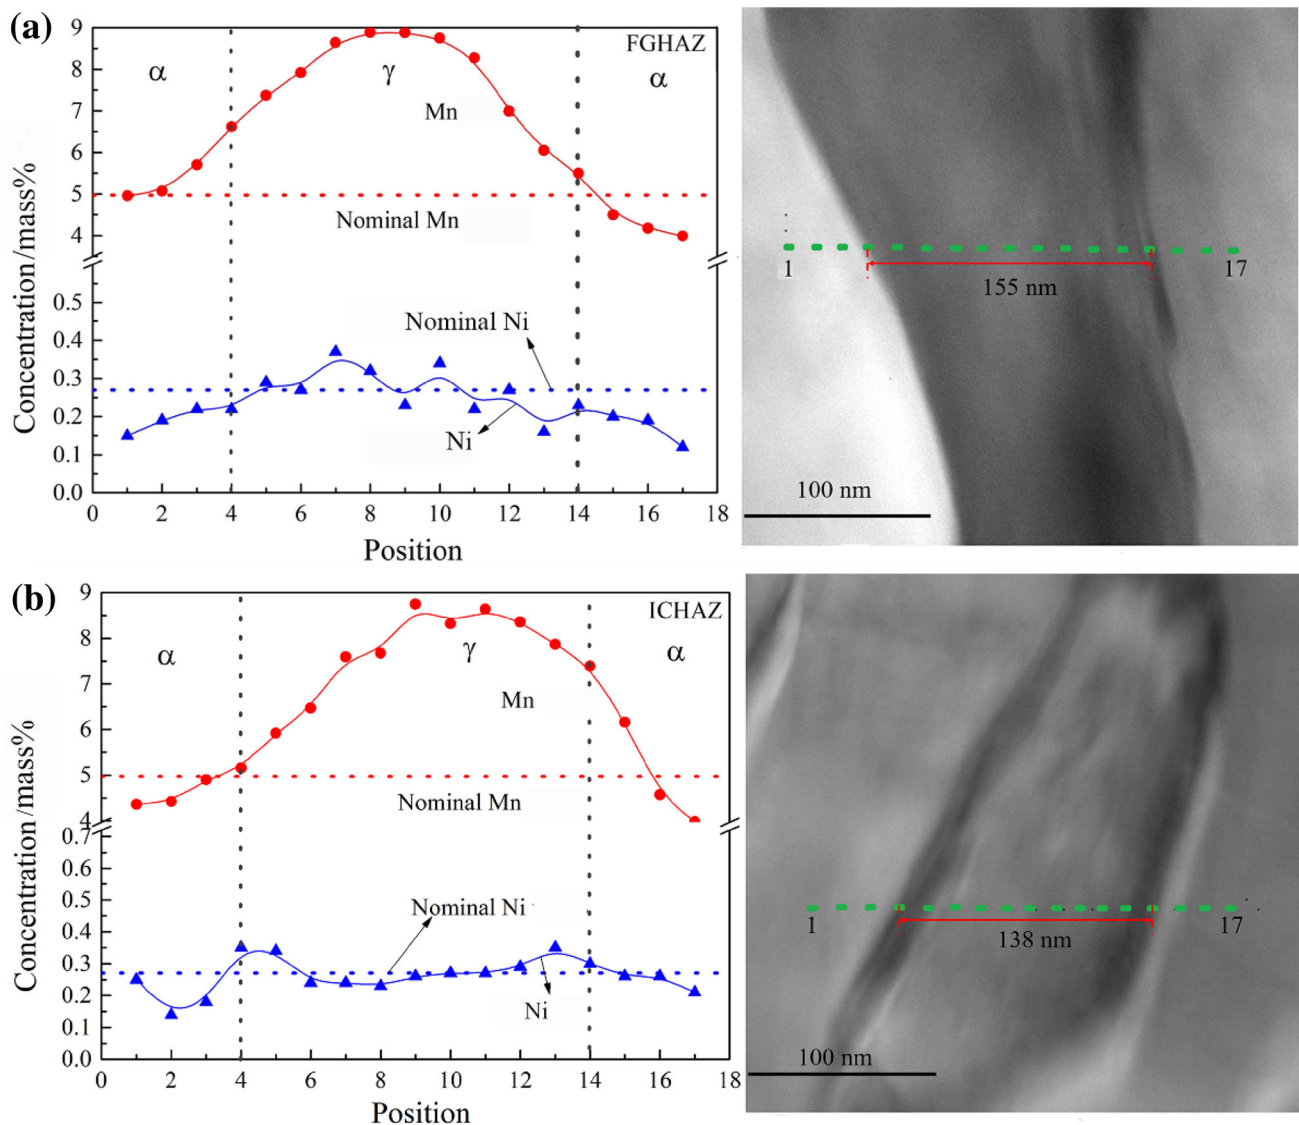 (a)
9
8
7
6
5
4
0.5
0.4
0.3
0.2
0.1
0.0
Concentration/mass%
FGHAZ
α
γ
α
Mn
Nominal Mn
Nominal Ni
Ni
0 2 4 6 8 10 12 14 16 18
Position
1
17
155 nm
100 nm
(b)
9
8
7
6
5
4
0.7
0.6
0.5
0.4
0.3
0.2
0.1
0.0
Concentration/mass%
ICHAZ
α
γ
α
Mn
Nominal Mn
Nominal Ni
Ni
0 2 4 6 8 10 12 14 16 18
Position
1
17
138 nm
100 nm